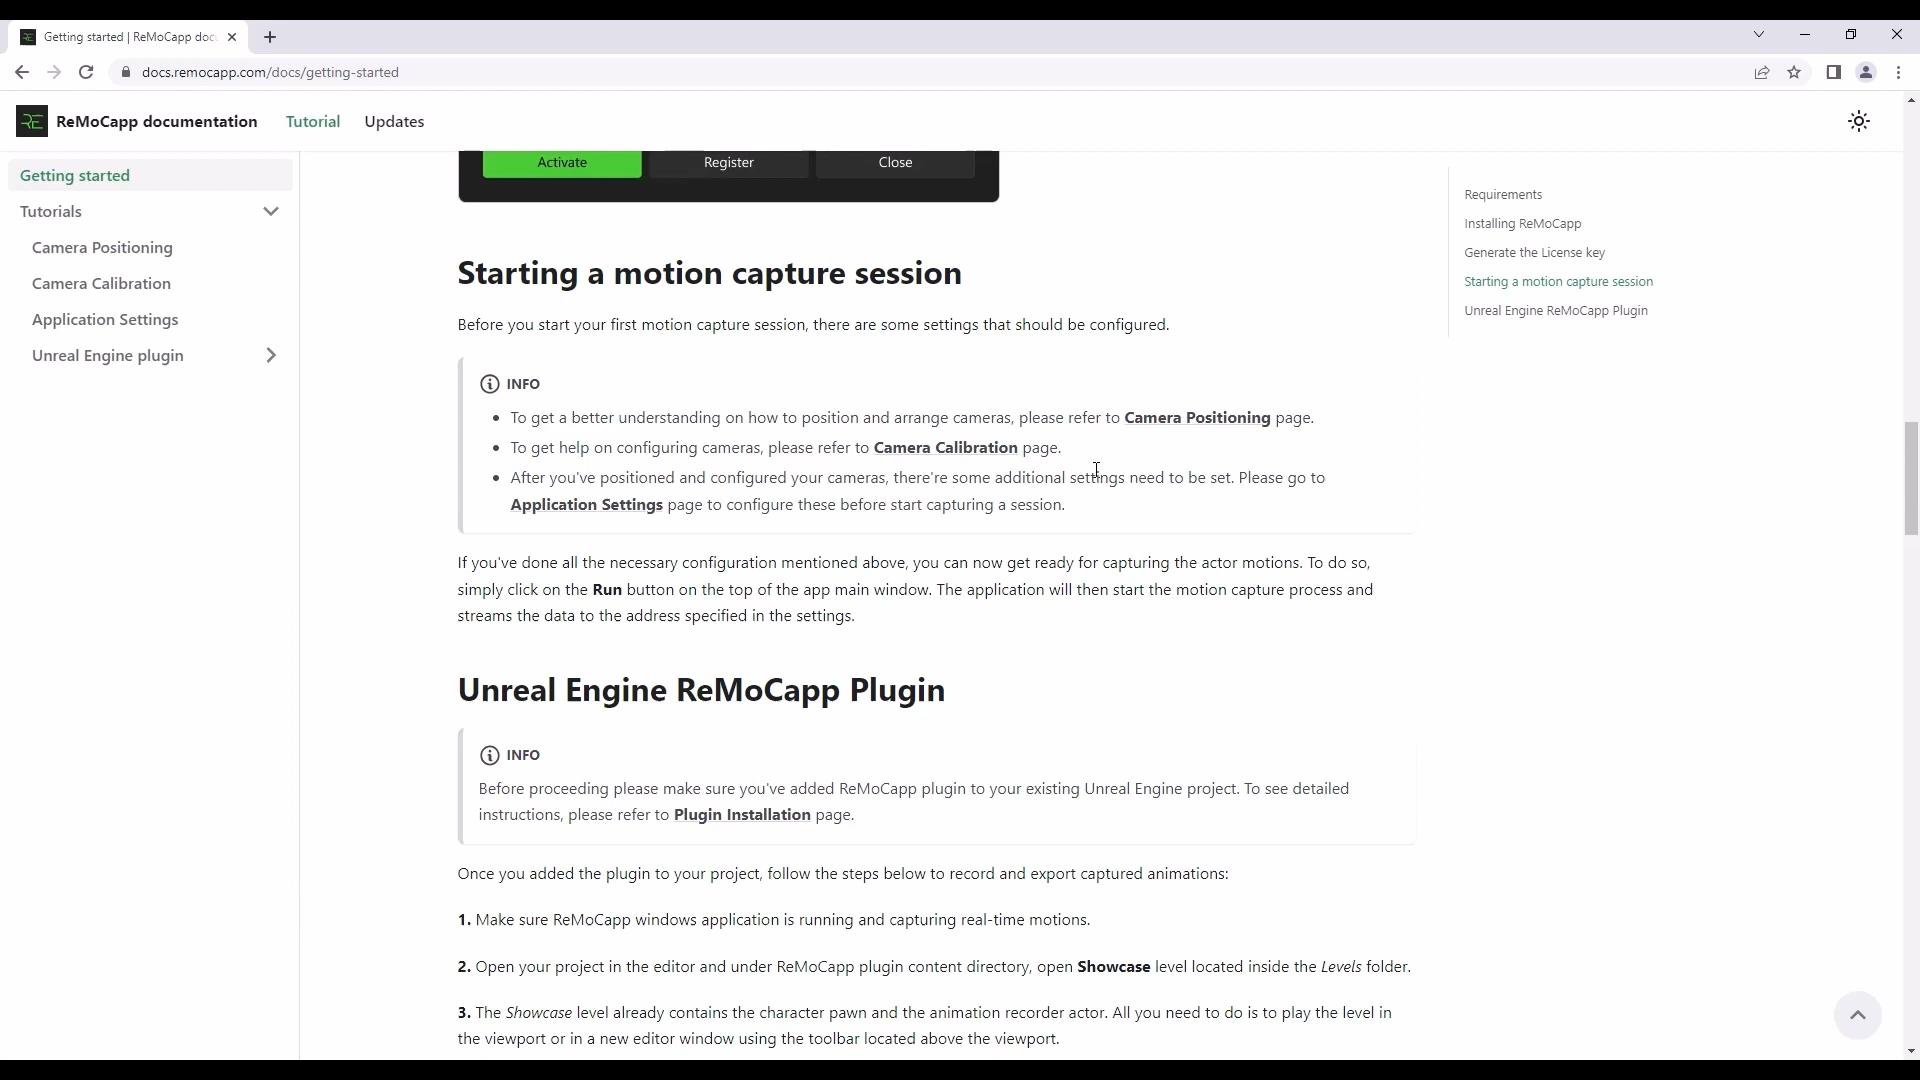 Getting started | ReMoCapp doc
docs.remocapp.com/docs/getting-started
RE ReMoCapp documentation Tutorial Updates
Getting started
Tutorials
Camera Positioning
Camera Calibration
Application Settings
Unreal Engine plugin
Activate Register Close
Starting a motion capture session
Before you start your first motion capture session, there are some settings that should be configured.
INFO
• To get a better understanding on how to position and arrange cameras, please refer to Camera Positioning page.
• To get help on configuring cameras, please refer to Camera Calibration page.
• After you've positioned and configured your cameras, there're some additional settings need to be set. Please go to
Application Settings page to configure these before start capturing a session.
If you've done all the necessary configuration mentioned above, you can now get ready for capturing the actor motions. To do so,
simply click on the Run button on the top of the app main window. The application will then start the motion capture process and
streams the data to the address specified in the settings.
Unreal Engine ReMoCapp Plugin
INFO
Before proceeding please make sure you've added ReMoCapp plugin to your existing Unreal Engine project. To see detailed
instructions, please refer to Plugin Installation page.
Once you added the plugin to your project, follow the steps below to record and export captured animations:
1. Make sure ReMoCapp windows application is running and capturing real-time motions.
2. Open your project in the editor and under ReMoCapp plugin content directory, open Showcase level located inside the Levels folder.
3. The Showcase level already contains the character pawn and the animation recorder actor. All you need to do is to play the level in
the viewport or in a new editor window using the toolbar located above the viewport.
Requirements
Installing ReMoCapp
Generate the License key
Starting a motion capture session
Unreal Engine ReMoCapp Plugin